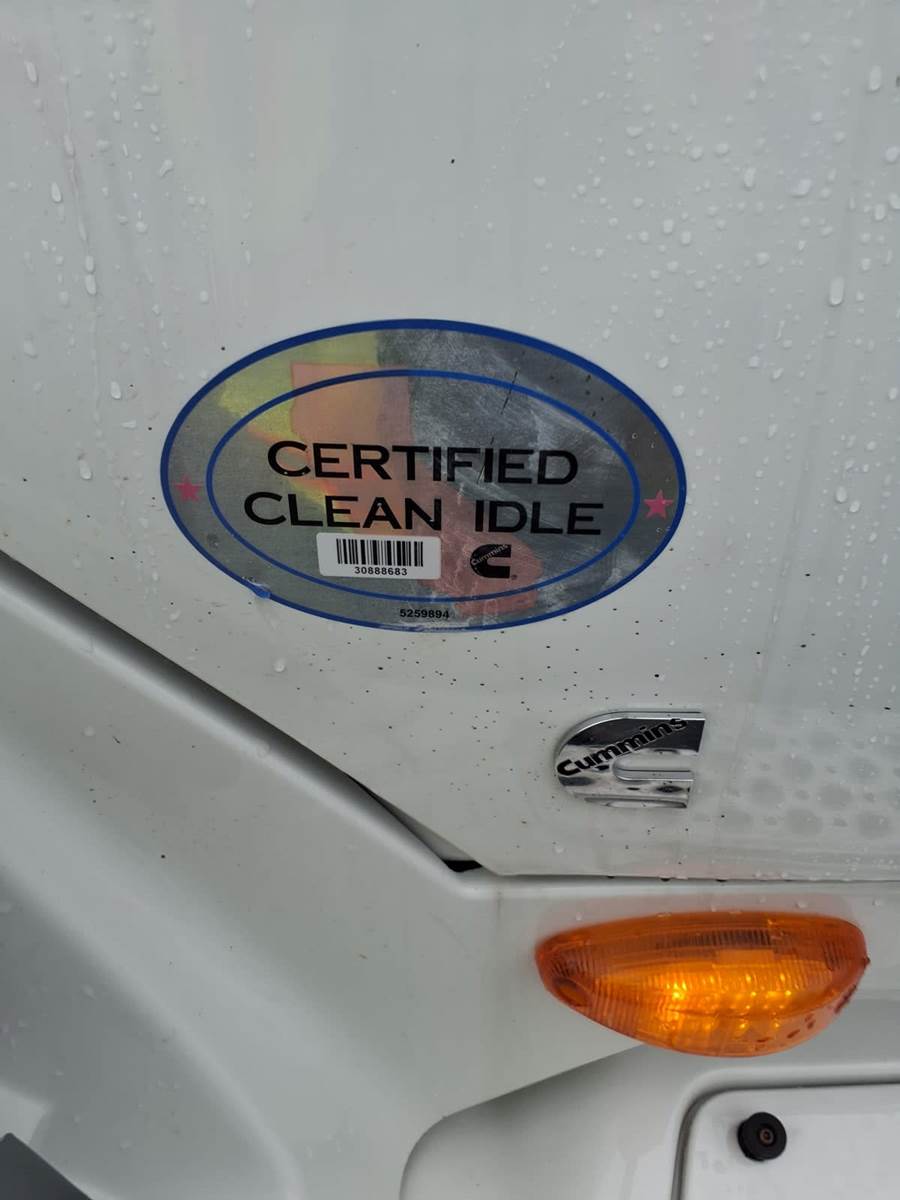 CERTIFIED
CLEAN IDLE
30888683
Cummins
5259894
Cummins